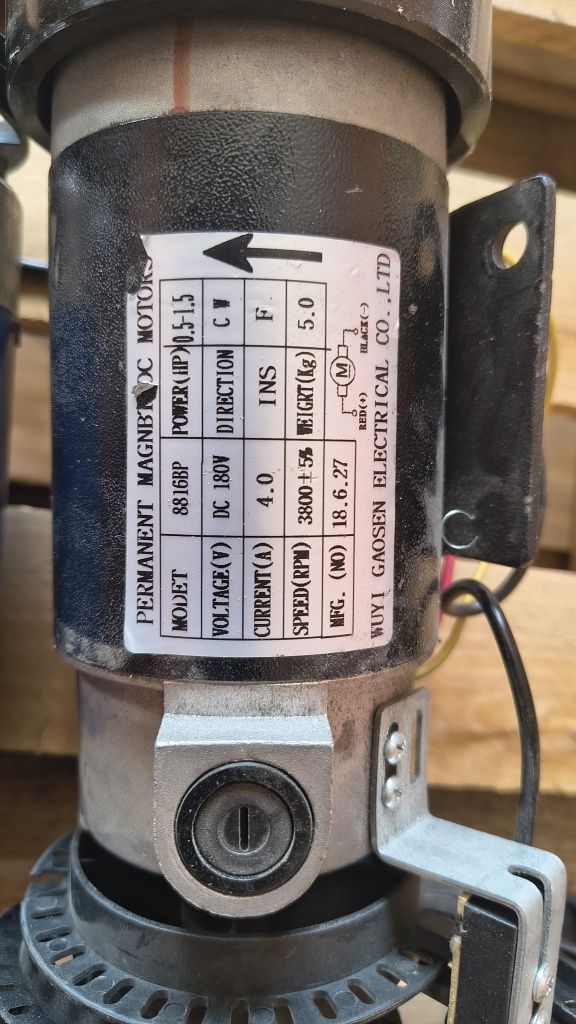 PERMANENT MAGNBT DC MOTORS
MODET 8816BP POWER(HP) 0.5-1.5
VOLTAGE(V) DC 180V DIRECTION C W
CURRENT(A) 4.0 INS F
SPEED(RPM) 3800±5% WEIGRT(Kg) 5.0
MFG. (NO) 18.6.27
M
RED(+) BLACK(-)
WUYI GAOSEN ELECTRICAL CO.,LTD